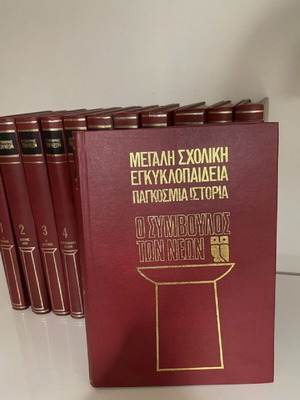 ΜΕΓΑΛΗ ΣΧΟΛΙΚΗ
ΕΓΚΥΚΛΟΠΑΙΔΕΙΑ
ΠΑΓΚΟΣΜΙΑ ΙΣΤΟΡΙΑ
Ο ΣΥΜΒΟΥΛΟΣ
ΤΩΝ ΝΕΩΝ
1
2
3
4